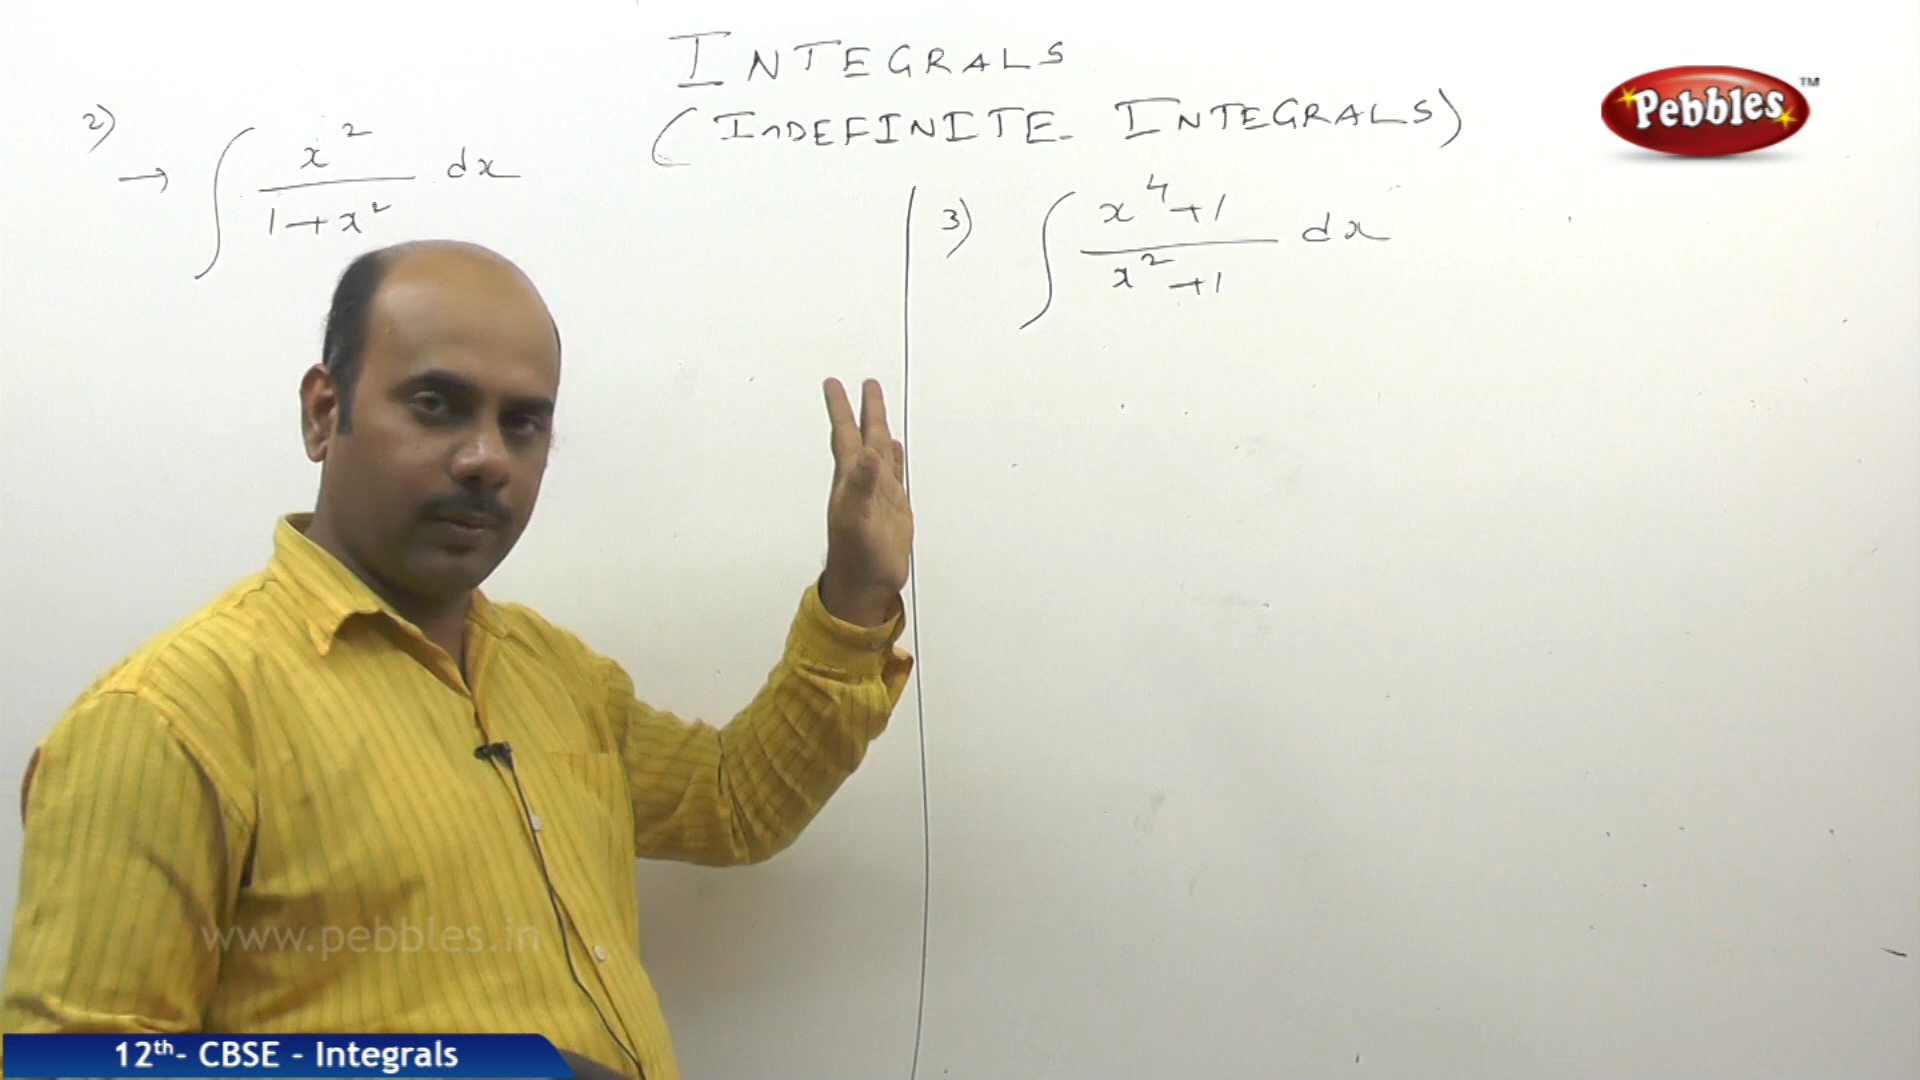 INTEGRALS
(INDEFINITE INTEGRALS)
Pebbles™
2)
→ ∫ x²/(1+x²) dx
3) ∫ (x⁴+1)/(x²+1) dx
www.pebbles.in
12th- CBSE - Integrals